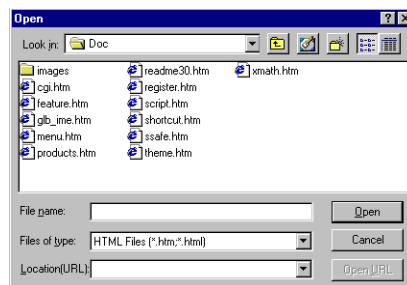 Open
Look in: Doc
images
cgi.htm
feature.htm
glb_ime.htm
menu.htm
products.htm
readme30.htm
register.htm
script.htm
shortcut.htm
ssafe.htm
theme.htm
xmath.htm
File name: Open
Files of type: HTML Files (*.htm;*.html) Cancel
Location(URL): Open URL